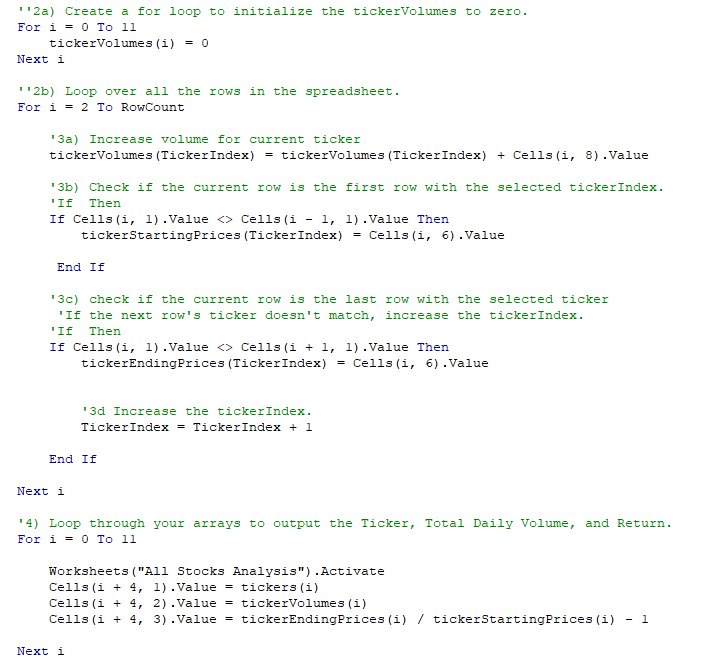 ''2a) Create a for loop to initialize the tickerVolumes to zero.
For i = 0 To 11
    tickerVolumes(i) = 0
Next i

''2b) Loop over all the rows in the spreadsheet.
For i = 2 To RowCount

    '3a) Increase volume for current ticker
    tickerVolumes(TickerIndex) = tickerVolumes(TickerIndex) + Cells(i, 8).Value

    '3b) Check if the current row is the first row with the selected tickerIndex.
    'If  Then
    If Cells(i, 1).Value <> Cells(i - 1, 1).Value Then
        tickerStartingPrices(TickerIndex) = Cells(i, 6).Value

     End If

    '3c) check if the current row is the last row with the selected ticker
     'If the next row's ticker doesn't match, increase the tickerIndex.
    'If  Then
    If Cells(i, 1).Value <> Cells(i + 1, 1).Value Then
        tickerEndingPrices(TickerIndex) = Cells(i, 6).Value


        '3d Increase the tickerIndex.
        TickerIndex = TickerIndex + 1

    End If

Next i

'4) Loop through your arrays to output the Ticker, Total Daily Volume, and Return.
For i = 0 To 11

    Worksheets("All Stocks Analysis").Activate
    Cells(i + 4, 1).Value = tickers(i)
    Cells(i + 4, 2).Value = tickerVolumes(i)
    Cells(i + 4, 3).Value = tickerEndingPrices(i) / tickerStartingPrices(i) - 1

Next i